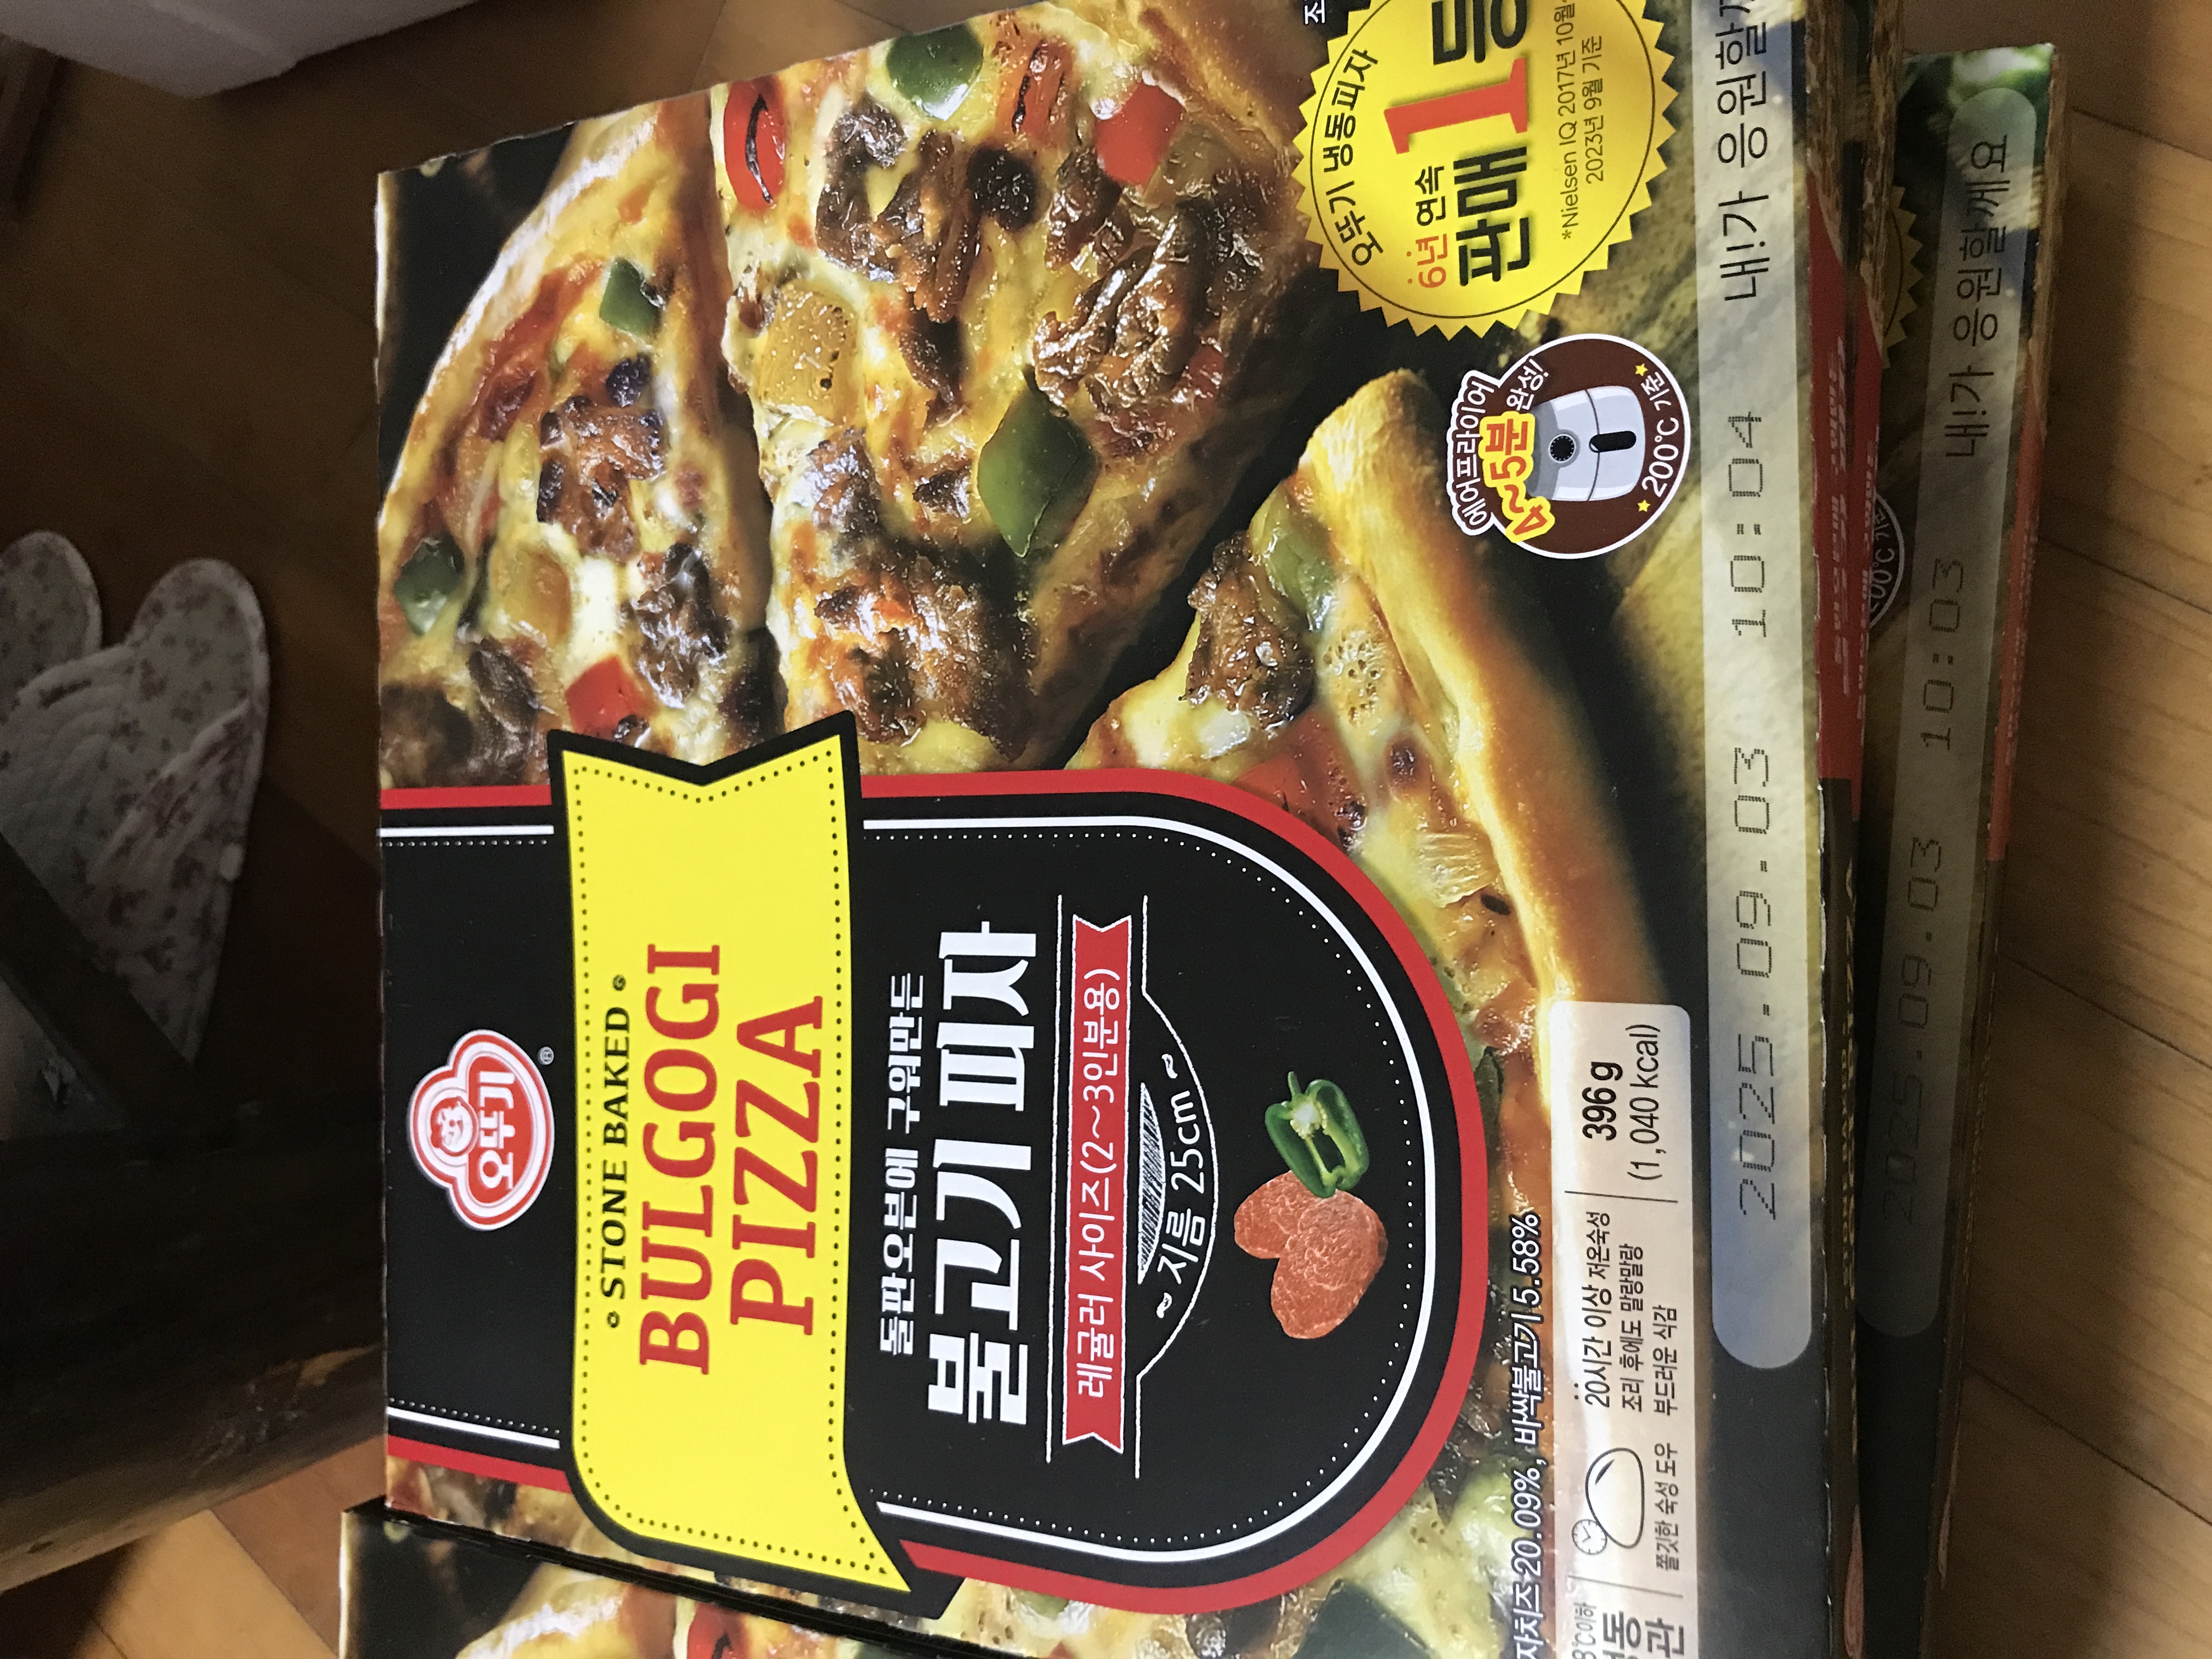 오뚜기
STONE BAKED
BULGOGI
PIZZA
돌판오븐에 구워만든
불고기 피자
레귤러 사이즈(2~3인분용)
지름 25cm
오뚜기 냉동피자
6년 연속
판매 1등
*Nielsen IQ 2017년 10월
2023년 9월 기준
에어프라이어
4~5분 완성!
200℃ 기준
자치즈 20.09%, 바싹불고기 5.58%
쫄깃한 숙성 도우
20시간 이상 저온숙성
조리 후에도 말랑말랑
부드러운 식감
396 g
(1,040 kcal)
2025.09.03 10:04 내!가 응원할게
2025.09.03 10:03 내!가 응원할게요